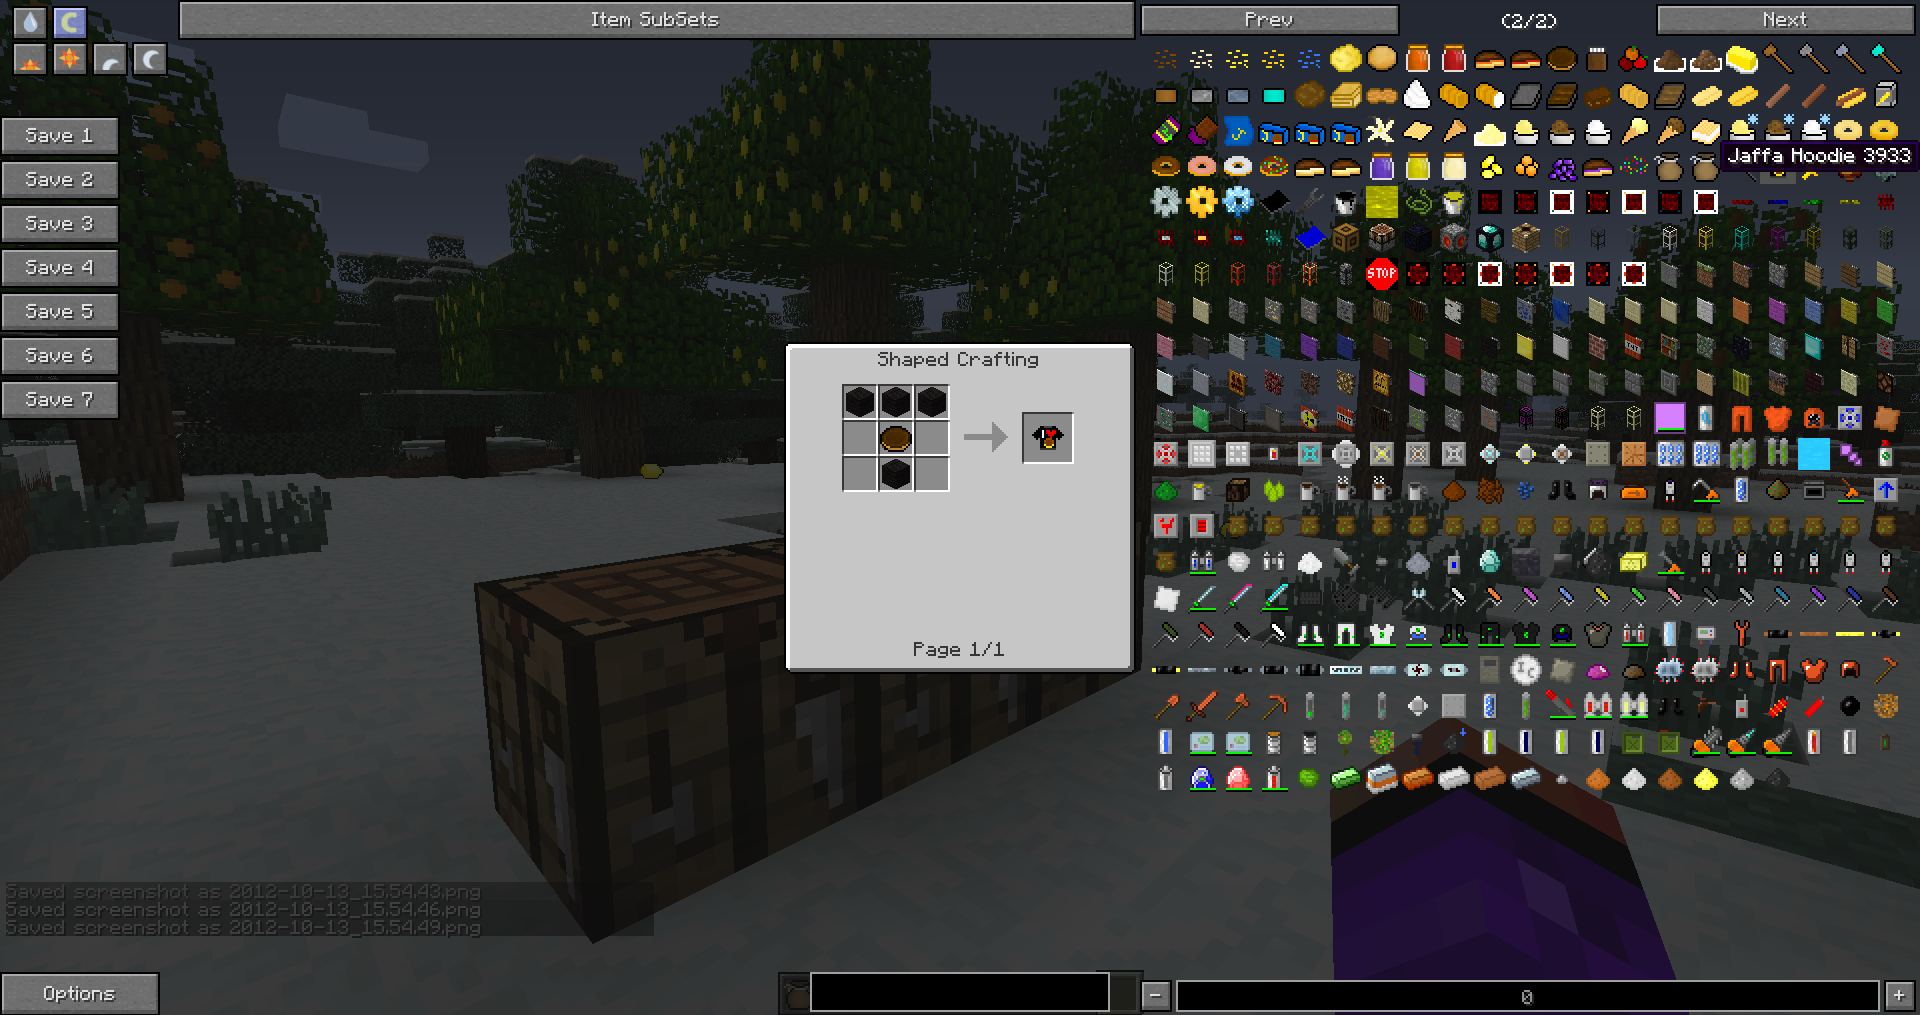 Item SubSets
Prev
(2/2)
Next
Save 1
Save 2
Save 3
Save 4
Save 5
Save 6
Save 7
Jaffa Hoodie 3933
STOP
Shaped Crafting
Page 1/1
Saved screenshot as 2012-10-13_15.54.43.png
Saved screenshot as 2012-10-13_15.54.46.png
Saved screenshot as 2012-10-13_15.54.49.png
Options
-
0
+